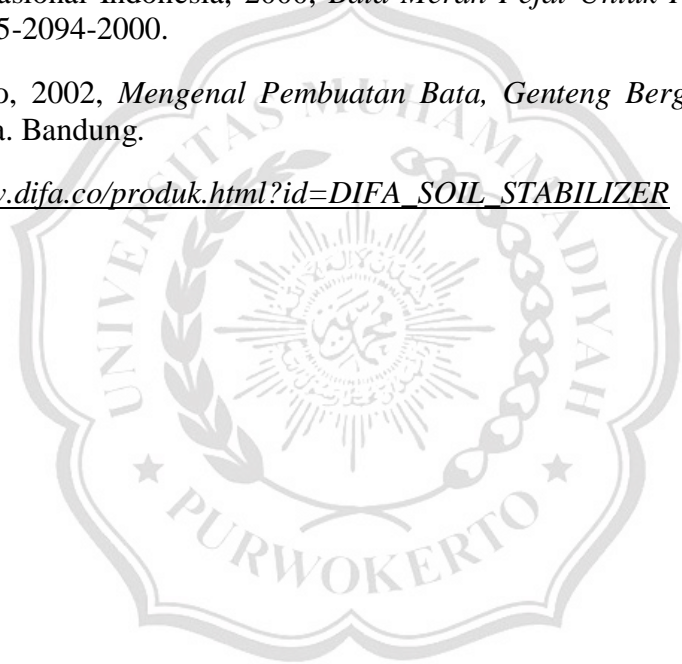 asional Indonesia, 2000, Bata Merah Pejal Untuk
5-2094-2000.
o, 2002, Mengenal Pembuatan Bata, Genteng Berg
a. Bandung.
.difa.co/produk.html?id=DIFA_SOIL_STABILIZER
UNIVERSITAS MUHAMMADIYAH
PURWOKERTO